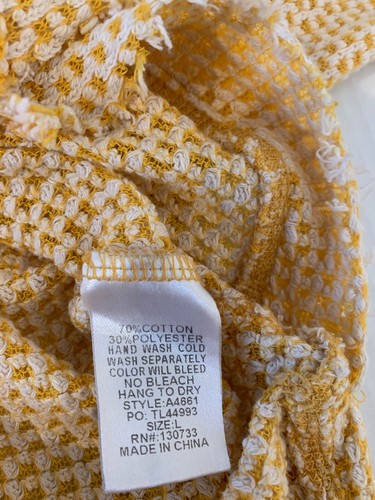 70%COTTON
30%POLYESTER
HAND WASH COLD
WASH SEPARATELY
COLOR WILL BLEED
NO BLEACH
HANG TO DRY
STYLE:A4661
PO: TL44993
SIZE:L
RN#:130733
MADE IN CHINA